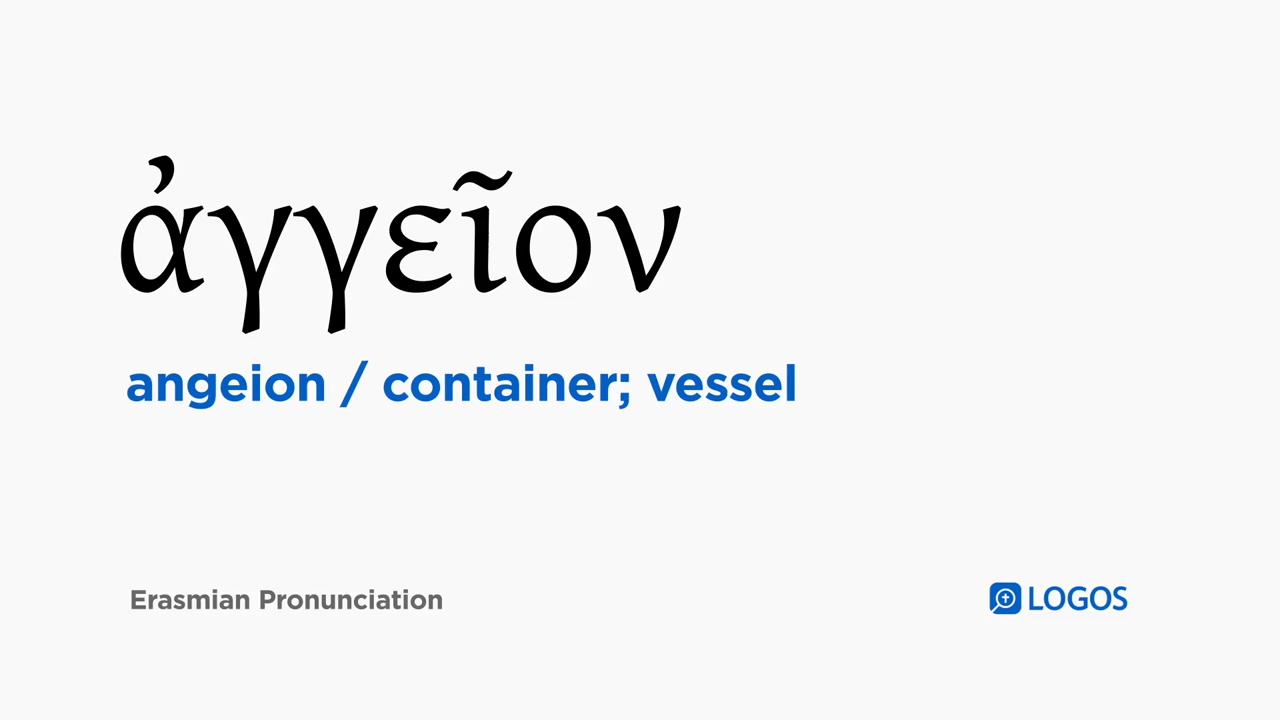 ἀγγεῖον
angeion / container; vessel
Erasmian Pronunciation
LOGOS